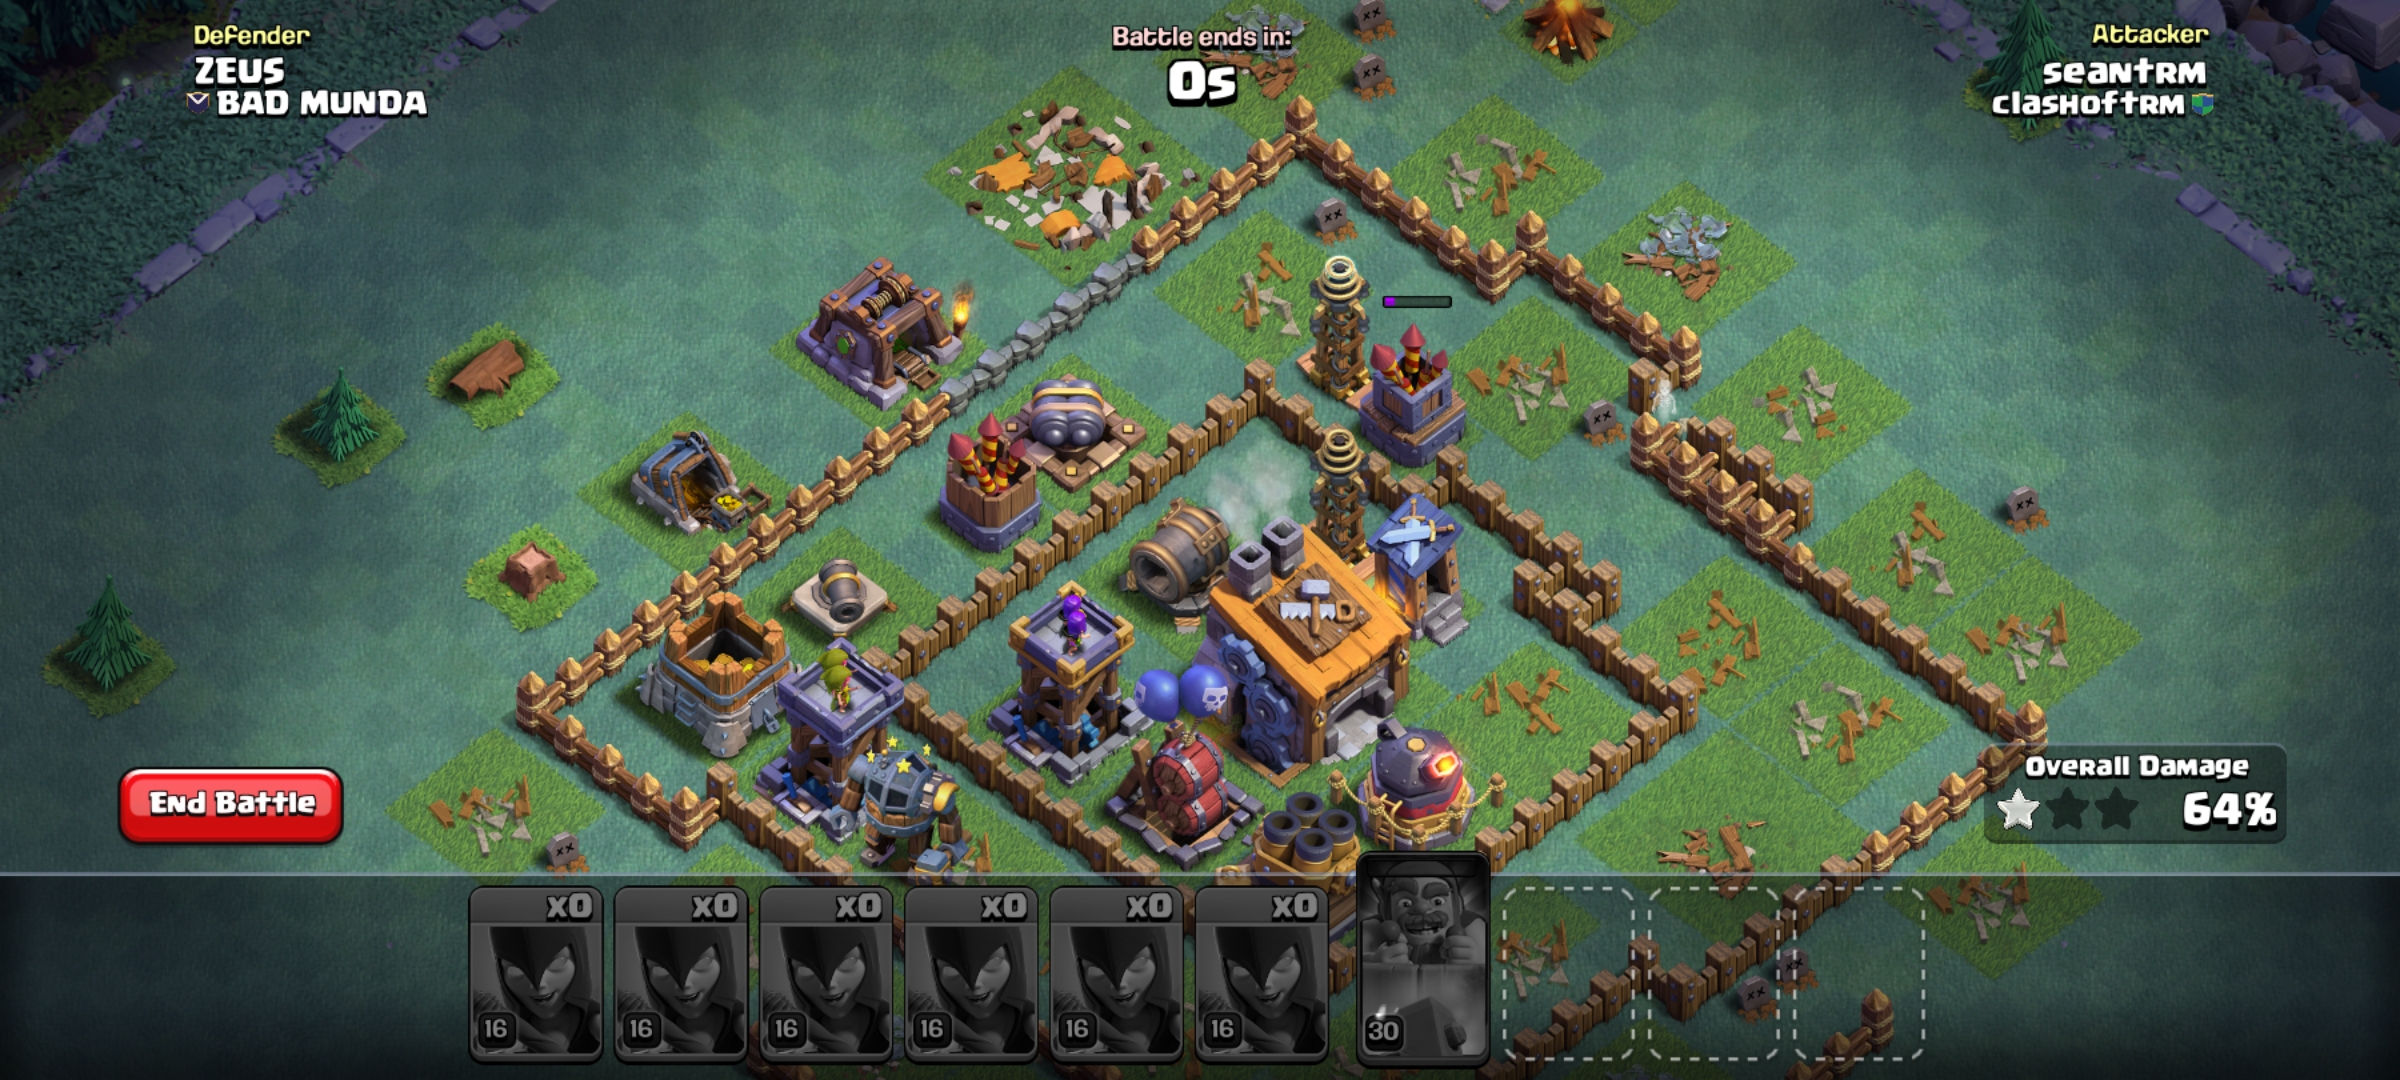 Defender
ZEUS
BAD MUNDA
Battle ends in:
0s
Attacker
seantRM
clashoftRM
End Battle
Overall Damage
64%
x0
x0
x0
x0
x0
x0
16
16
16
16
16
16
30